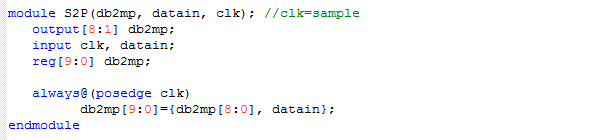 module S2P(db2mp, datain, clk); //clk=sample
output[8:1] db2mp;
input clk, datain;
reg[9:0] db2mp;
always@(posedge clk)
db2mp[9:0]={db2mp[8:0], datain};
endmodule